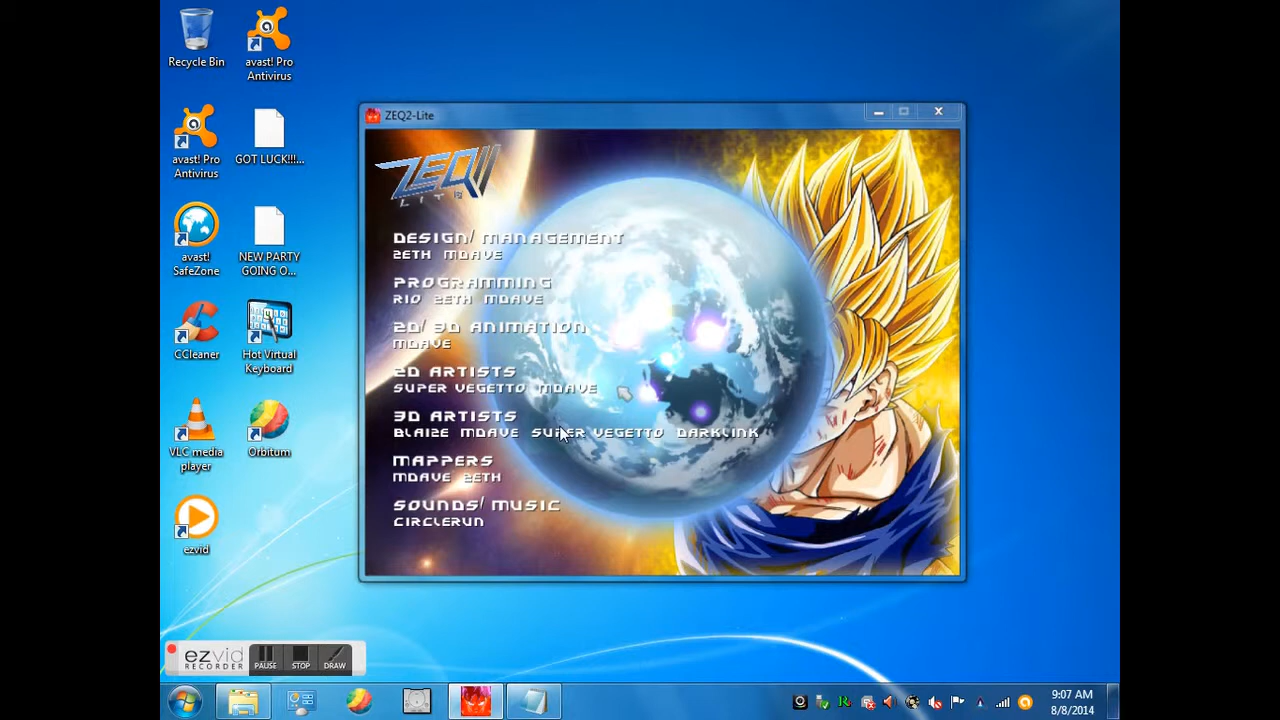 Recycle Bin
avast! Pro
Antivirus
avast! Pro
Antivirus
GOT LUCK!!!...
avast!
SafeZone
NEW PARTY
GOING O...
CCleaner
Hot Virtual
Keyboard
VLC media
player
Orbitum
ezvid
ZEQ2-Lite
ZEQ II
LITE
DESIGN/ MANAGEMENT
ZETH MDAVE
PROGRAMMING
RIO ZETH MDAVE
2D/ 3D ANIMATION
MDAVE
2D ARTISTS
SUPER VEGETTO MDAVE
3D ARTISTS
BLAIZE MDAVE SUPER VEGETTO DARKLINK
MAPPERS
MDAVE ZETH
SOUNDS/ MUSIC
CIRCLERUN
ezvid
RECORDER
PAUSE
STOP
DRAW
9:07 AM
8/8/2014